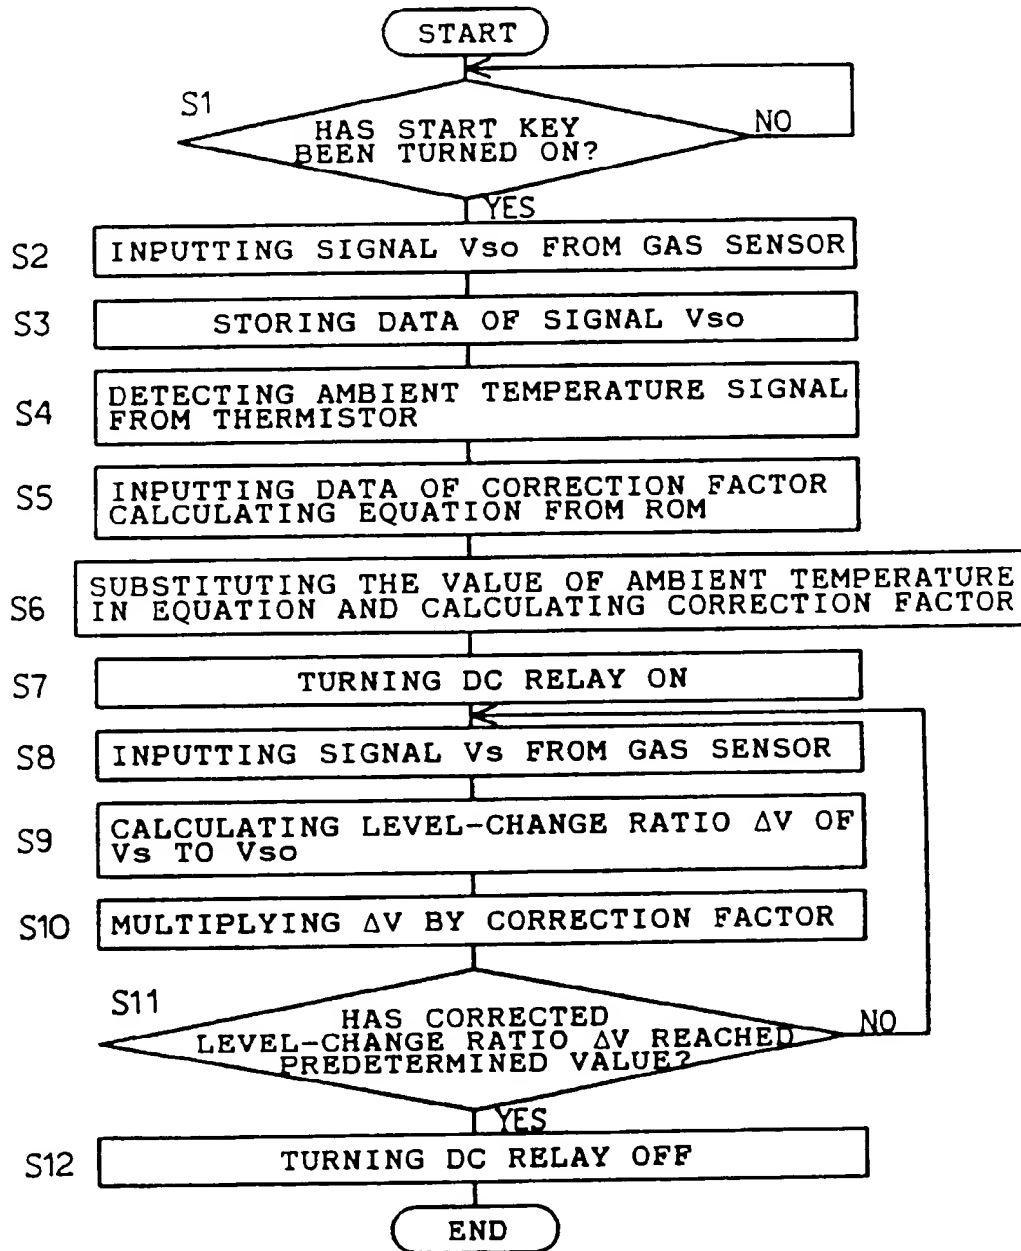 START
S1
HAS START KEY
BEEN TURNED ON?
NO
YES
S2
INPUTTING SIGNAL Vso FROM GAS SENSOR
S3
STORING DATA OF SIGNAL Vso
S4
DETECTING AMBIENT TEMPERATURE SIGNAL
FROM THERMISTOR
S5
INPUTTING DATA OF CORRECTION FACTOR
CALCULATING EQUATION FROM ROM
S6
SUBSTITUTING THE VALUE OF AMBIENT TEMPERATURE
IN EQUATION AND CALCULATING CORRECTION FACTOR
S7
TURNING DC RELAY ON
S8
INPUTTING SIGNAL Vs FROM GAS SENSOR
S9
CALCULATING LEVEL-CHANGE RATIO ΔV OF
Vs TO Vso
S10
MULTIPLYING ΔV BY CORRECTION FACTOR
S11
HAS CORRECTED
LEVEL-CHANGE RATIO ΔV REACHED
PREDETERMINED VALUE?
NO
YES
S12
TURNING DC RELAY OFF
END